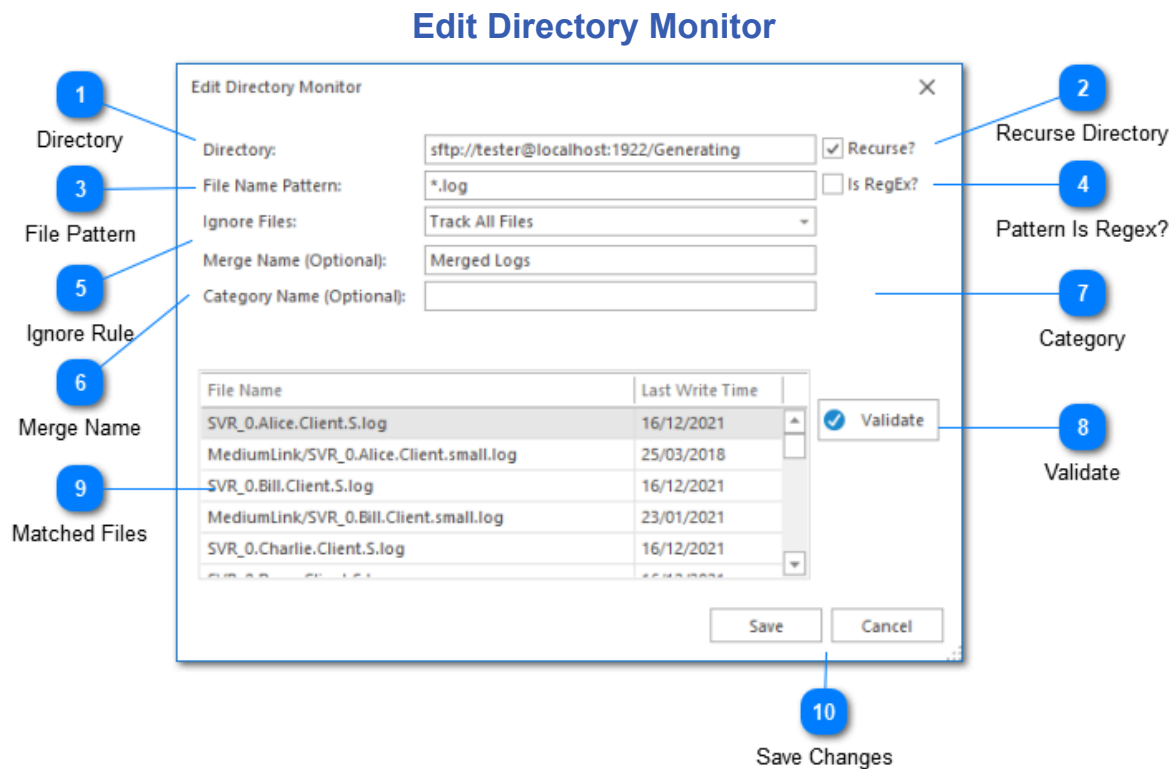 Edit Directory Monitor
Edit Directory Monitor
1
Directory
2
Recurse Directory
Directory:
sftp://tester@localhost:1922/Generating
Recurse?
3
File Pattern
File Name Pattern:
*.log
Is RegEx?
4
Pattern Is Regex?
Ignore Files:
Track All Files
5
Ignore Rule
Merge Name (Optional):
Merged Logs
Category Name (Optional):
7
Category
6
Merge Name
File Name
Last Write Time
SVR_0.Alice.Client.S.log
16/12/2021
Validate
8
Validate
MediumLink/SVR_0.Alice.Client.small.log
25/03/2018
9
Matched Files
SVR_0.Bill.Client.S.log
16/12/2021
MediumLink/SVR_0.Bill.Client.small.log
23/01/2021
SVR_0.Charlie.Client.S.log
16/12/2021
Save
Cancel
10
Save Changes